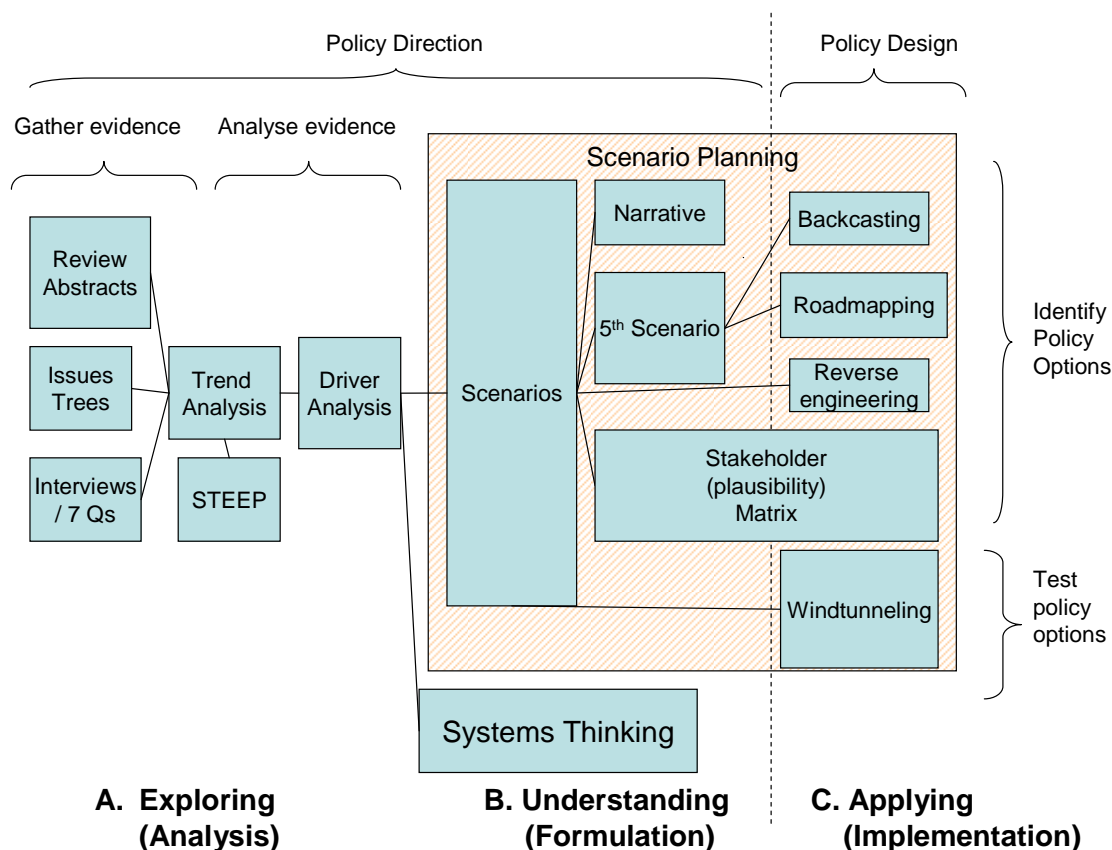 Policy Direction
Policy Design
Gather evidence
Analyse evidence
Scenario Planning
Review
Abstracts
Issues
Trees
Interviews
/ 7 Qs
Trend
Analysis
STEEP
Driver
Analysis
Scenarios
Narrative
5th Scenario
Backcasting
Roadmapping
Reverse
engineering
Stakeholder
(plausibility)
Matrix
Windtunneling
Identify
Policy
Options
Test
policy
options
Systems Thinking
A. Exploring
(Analysis)
B. Understanding
(Formulation)
C. Applying
(Implementation)